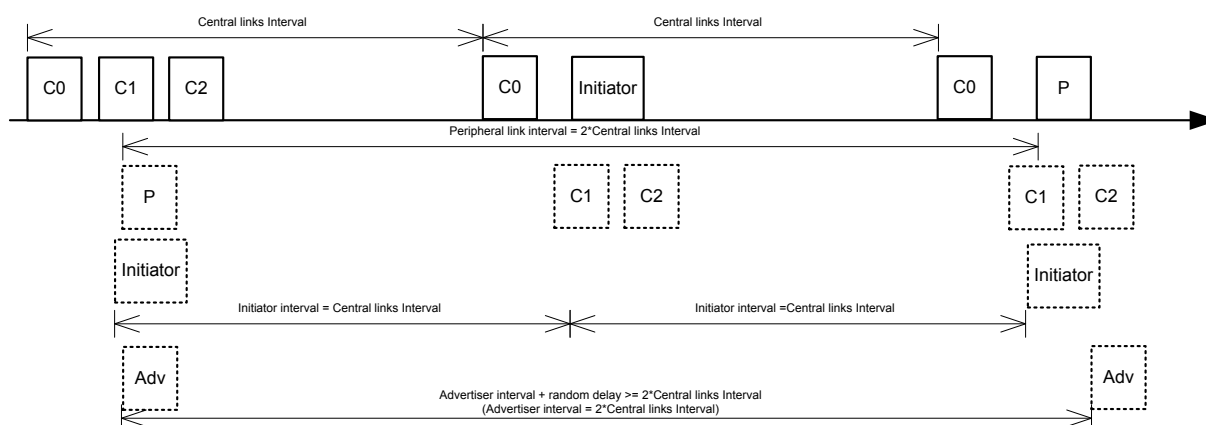 Central links Interval
Central links Interval
C0
C1
C2
C0
Initiator
C0
P
Peripheral link interval = 2*Central links Interval
P
C1
C2
C1
C2
Initiator
Initiator
Initiator interval = Central links Interval
Initiator interval =Central links Interval
Adv
Adv
Advertiser interval + random delay >= 2*Central links Interval
(Advertiser interval = 2*Central links Interval)